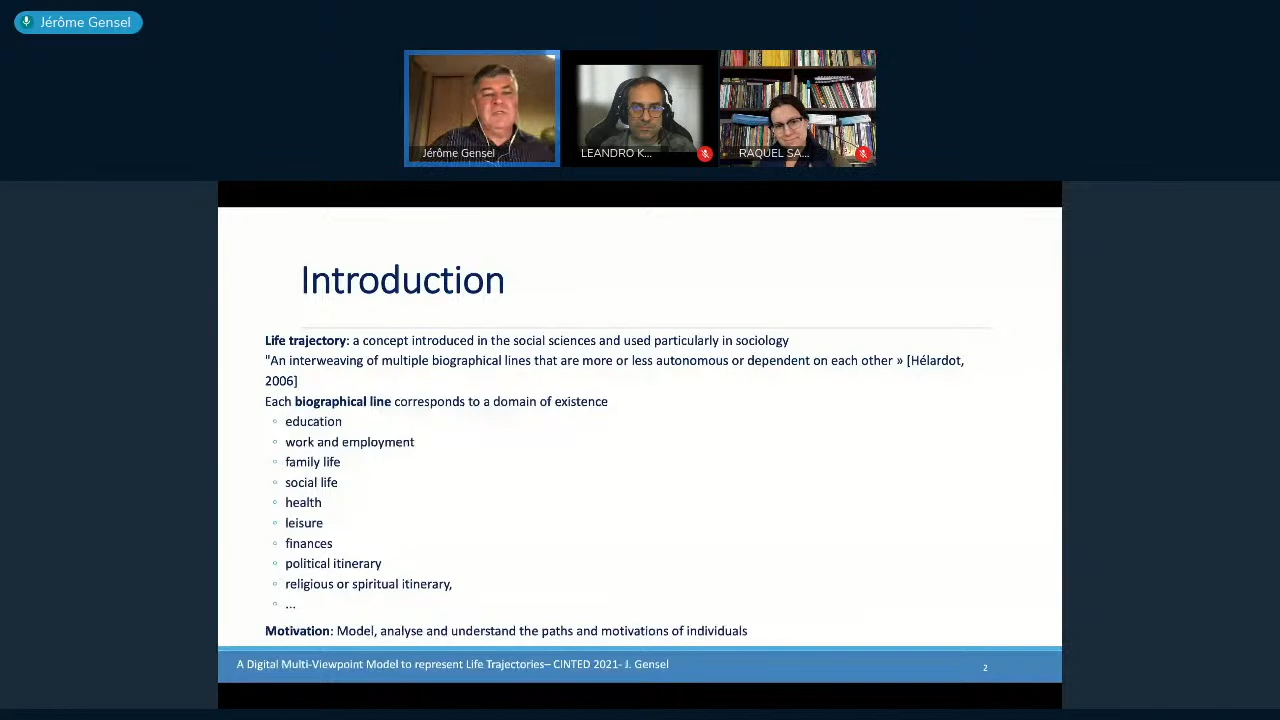 Jérôme Gensel
Jérôme Gensel
LEANDRO K...
RAQUEL SA...
Introduction
Life trajectory: a concept introduced in the social sciences and used particularly in sociology
"An interweaving of multiple biographical lines that are more or less autonomous or dependent on each other » [Hélardot,
2006]
Each biographical line corresponds to a domain of existence
◦ education
◦ work and employment
◦ family life
◦ social life
◦ health
◦ leisure
◦ finances
◦ political itinerary
◦ religious or spiritual itinerary,
◦ ...
Motivation: Model, analyse and understand the paths and motivations of individuals
A Digital Multi-Viewpoint Model to represent Life Trajectories– CINTED 2021- J. Gensel
2